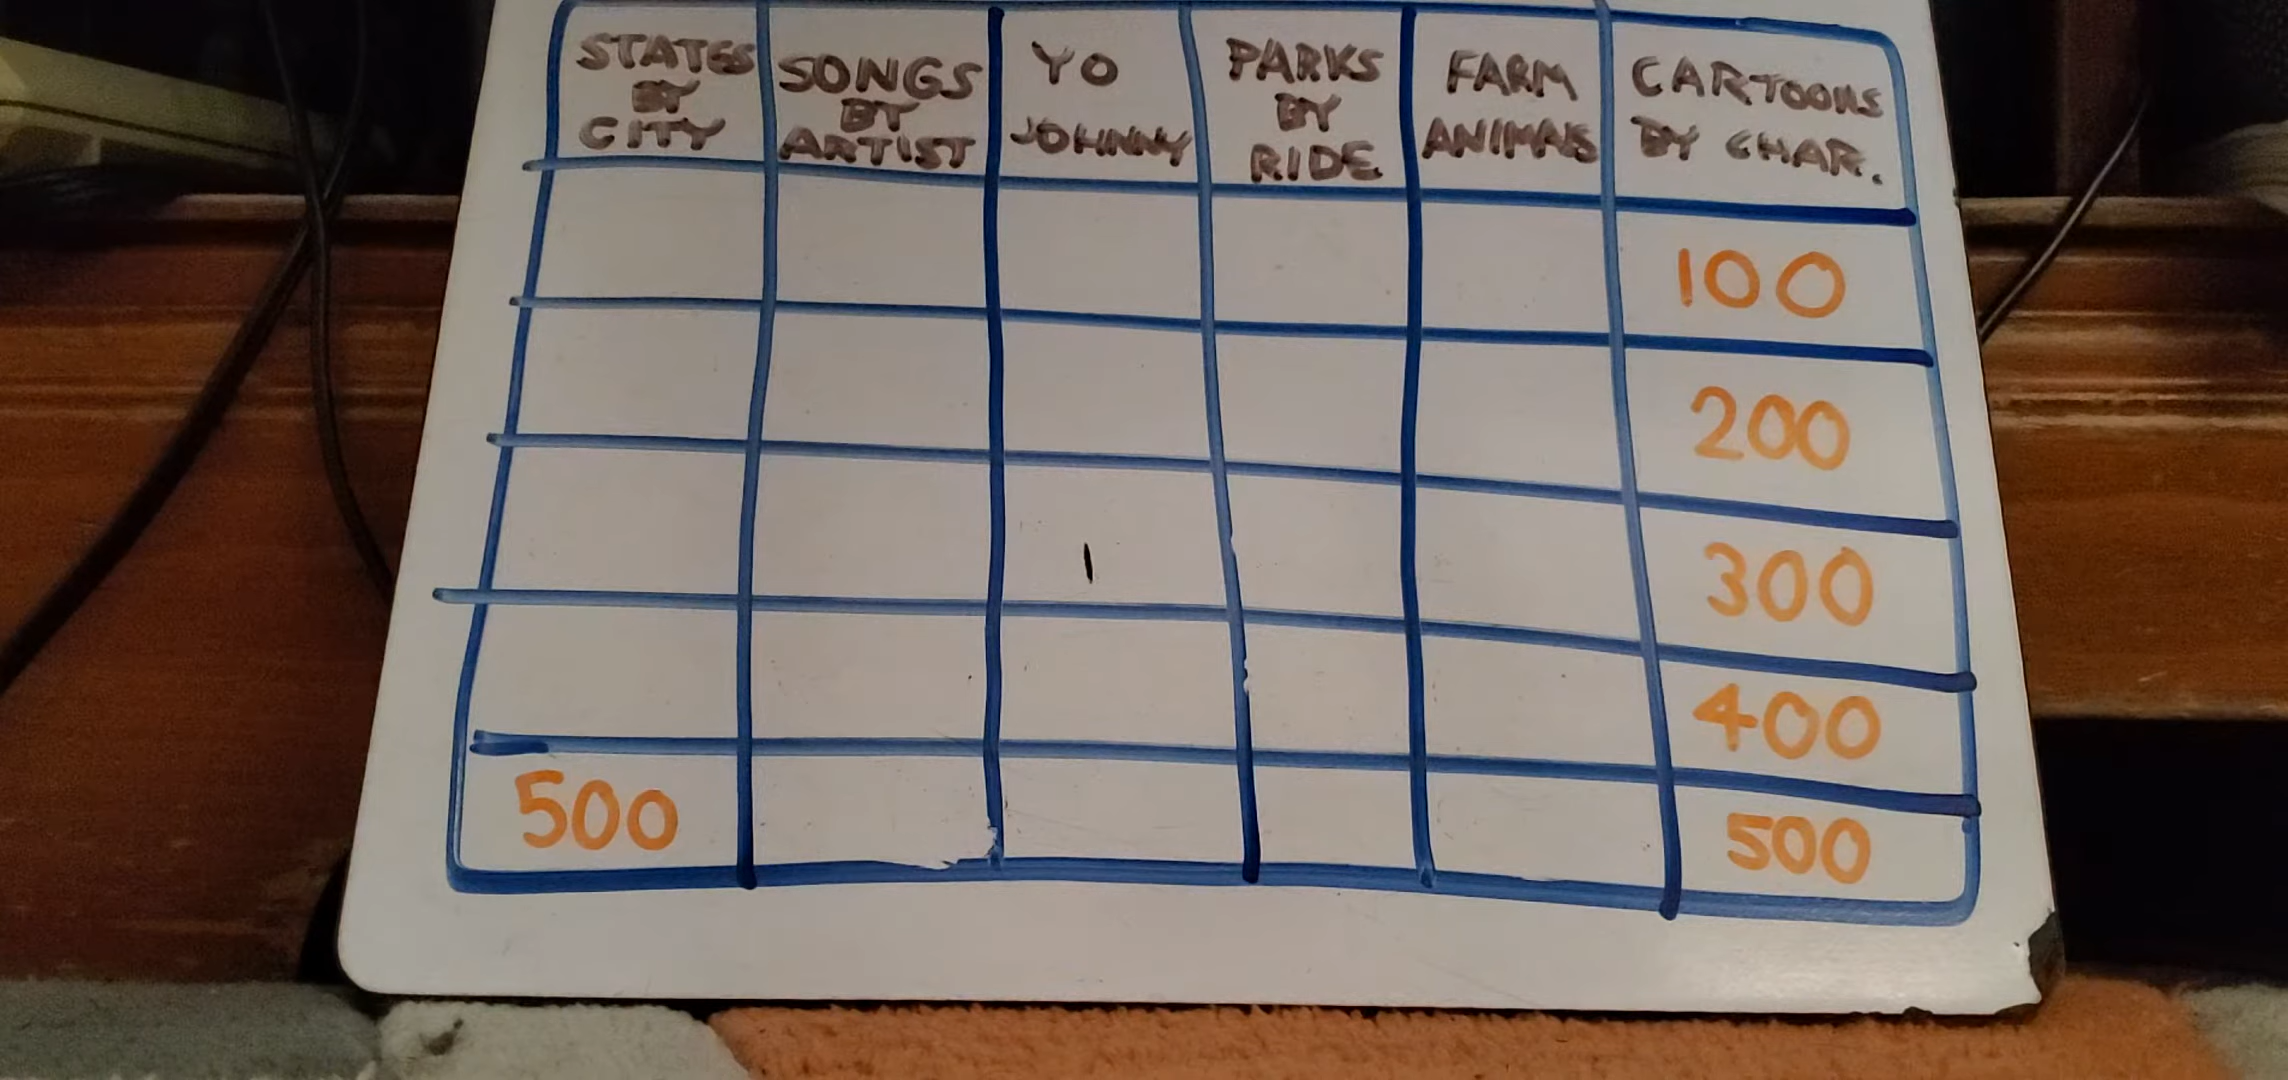 STATES
BY
CITY
SONGS
BY
ARTIST
YO
JOHNNY
PARKS
BY
RIDE
FARM
ANIMALS
CARTOONS
BY CHAR.
100
200
300
400
500
500